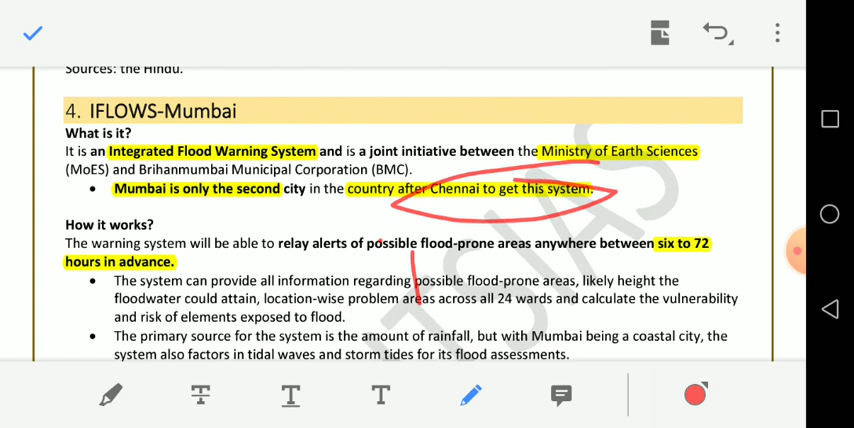 Sources: the Hindu.
4. IFLOWS-Mumbai
What is it?
It is an Integrated Flood Warning System and is a joint initiative between the Ministry of Earth Sciences
(MoES) and Brihanmumbai Municipal Corporation (BMC).
• Mumbai is only the second city in the country after Chennai to get this system.
How it works?
The warning system will be able to relay alerts of possible flood-prone areas anywhere between six to 72
hours in advance.
• The system can provide all information regarding possible flood-prone areas, likely height the
floodwater could attain, location-wise problem areas across all 24 wards and calculate the vulnerability
and risk of elements exposed to flood.
• The primary source for the system is the amount of rainfall, but with Mumbai being a coastal city, the
system also factors in tidal waves and storm tides for its flood assessments.
ITSIAS